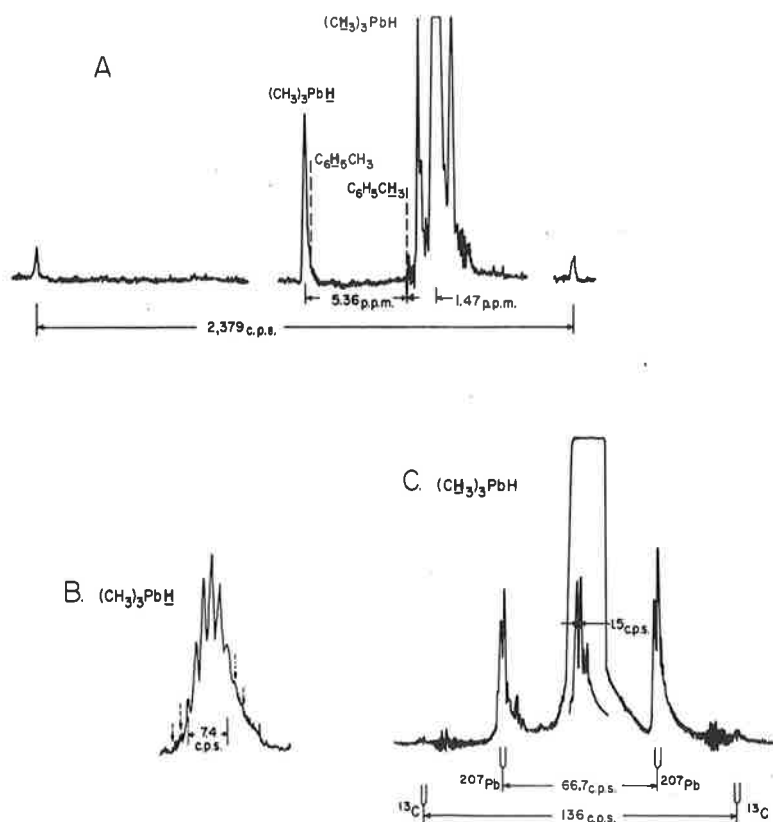 A
(CH3)3PbH
(CH3)3PbH
C6H5CH3
C6H5CH3
5.36 p.p.m.
1.47 p.p.m.
2,379 c.p.s.
B. (CH3)3PbH
7.4
c.p.s.
C. (CH3)3PbH
1.5 c.p.s.
207Pb
66.7 c.p.s.
207Pb
13C
136 c.p.s.
13C